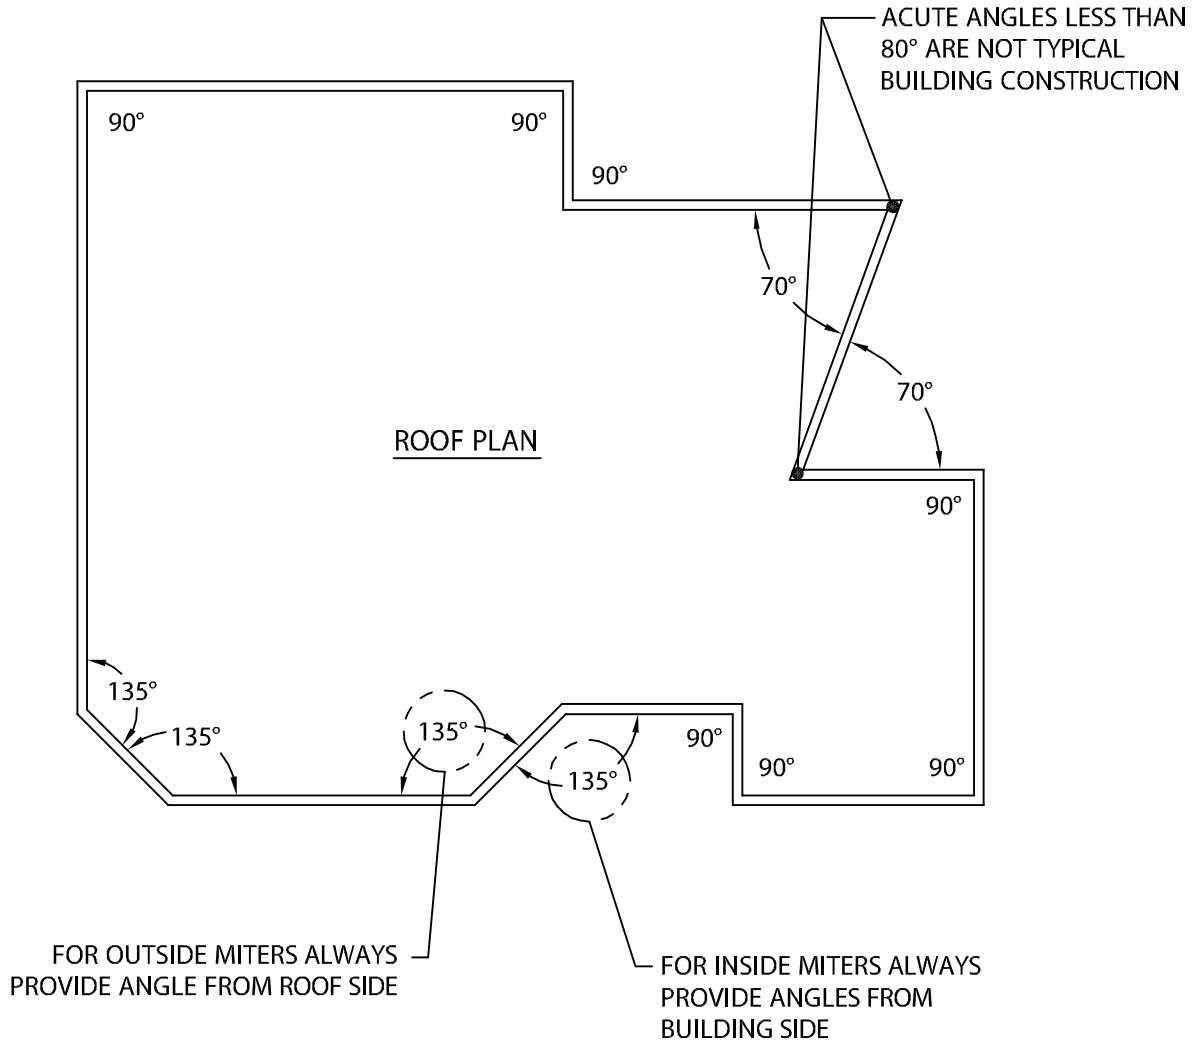 ACUTE ANGLES LESS THAN
80° ARE NOT TYPICAL
BUILDING CONSTRUCTION
90°
90°
90°
70°
70°
ROOF PLAN
90°
135°
135°
135°
135°
90°
90°
90°
FOR OUTSIDE MITERS ALWAYS
PROVIDE ANGLE FROM ROOF SIDE
FOR INSIDE MITERS ALWAYS
PROVIDE ANGLES FROM
BUILDING SIDE